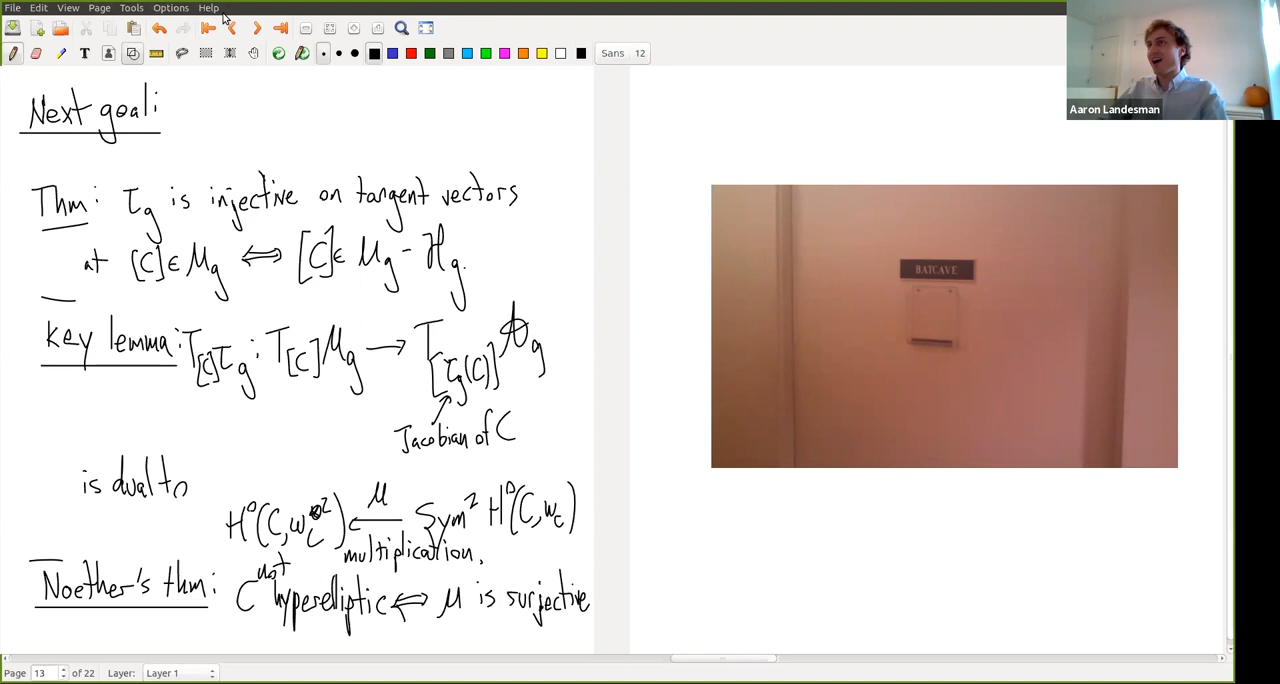 File Edit View Page Tools Options Help
Sans 12
Aaron Landesman
Next goal:
Thm: τg is injective on tangent vectors
at [C] ∈ Mg ⟺ [C] ∈ Mg - Hg.
Key lemma: T[C]τg : T[C]Mg → T[τg(C)]Ag
Jacobian of C
is dual to
H⁰(C, ωC⊗2) ← μ Sym² H⁰(C, ωC)
multiplication.
Noether's thm: C not hyperelliptic ⟺ μ is surjective
BATCAVE
Page 13 of 22 Layer: Layer 1